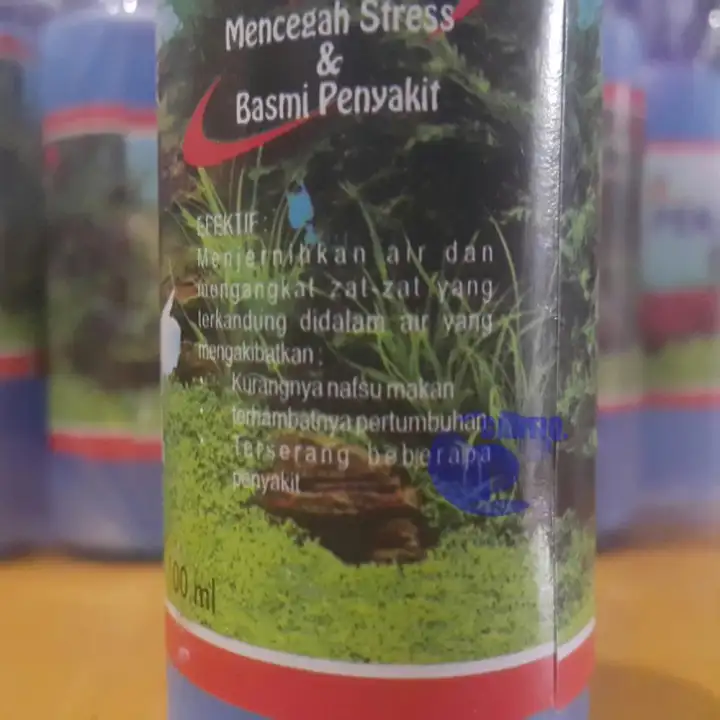 Mencegah Stress
&
Basmi Penyakit
EFEKTIF :
Menjernihkan air dan
mengangkat zat-zat yang
terkandung didalam air yang
mengakibatkan :
Kurangnya nafsu makan
terhambatnya pertumbuhan
Terserang beberapa
penyakit
00 ml